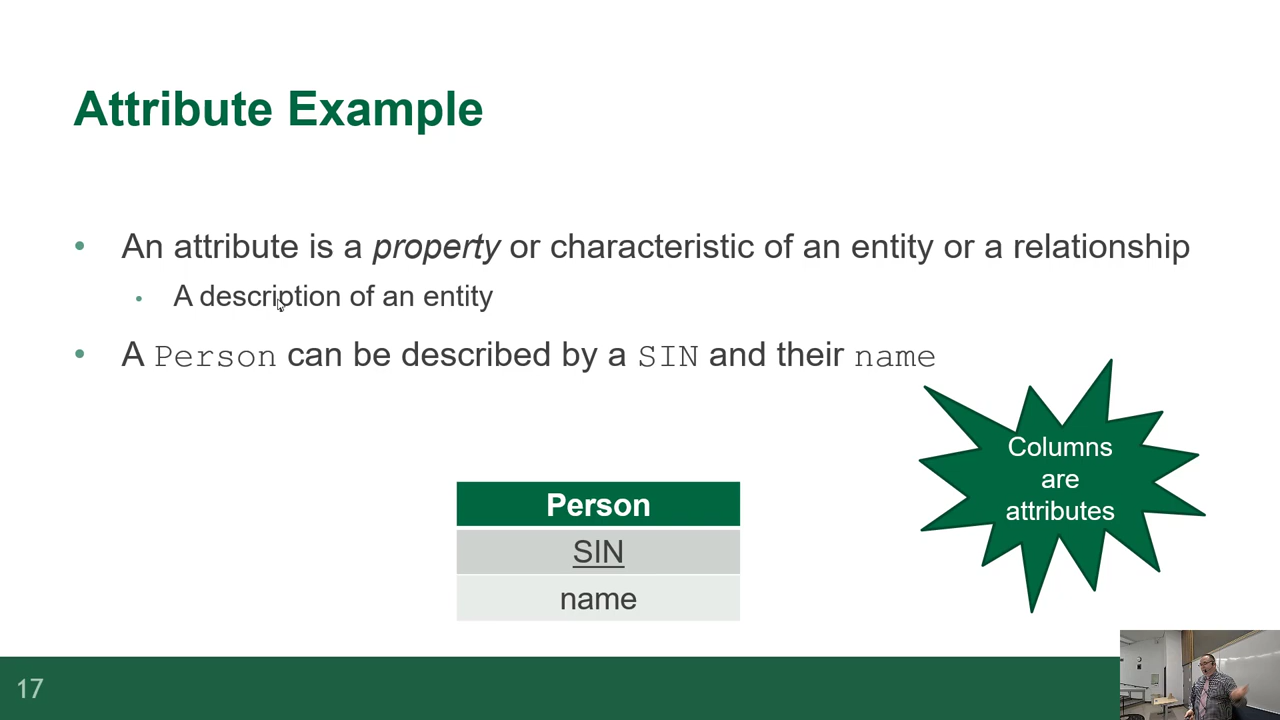 Attribute Example
• An attribute is a property or characteristic of an entity or a relationship
• A description of an entity
• A Person can be described by a SIN and their name
Columns
are
attributes
Person
SIN
name
17